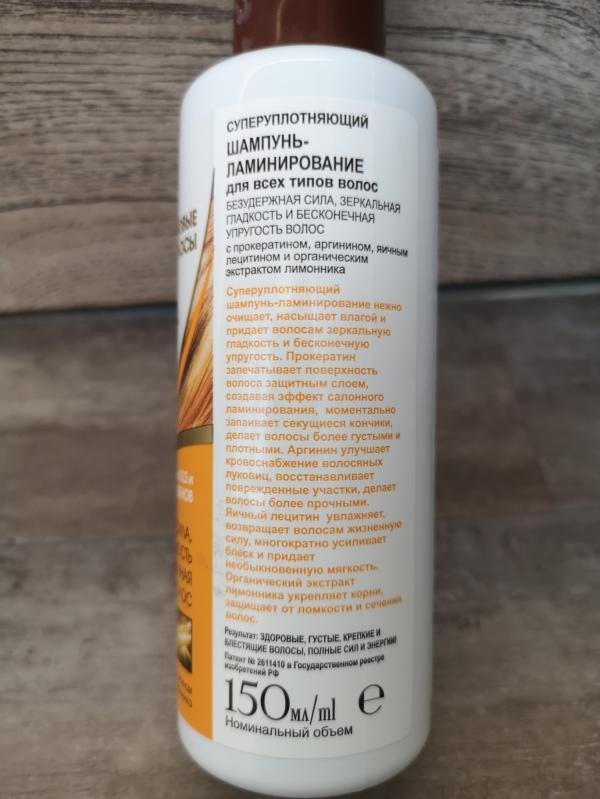 СУПЕРУПЛОТНЯЮЩИЙ
ШАМПУНЬ-
ЛАМИНИРОВАНИЕ
для всех типов волос
БЕЗУДЕРЖНАЯ СИЛА, ЗЕРКАЛЬНАЯ
ГЛАДКОСТЬ И БЕСКОНЕЧНАЯ
УПРУГОСТЬ ВОЛОС
с прокератином, аргинином, яичным
лецитином и органическим
экстрактом лимонника
Суперуплотняющий
шампунь-ламинирование нежно
очищает, насыщает влагой и
придает волосам зеркальную
гладкость и бесконечную
упругость. Прокератин
запечатывает поверхность
волоса защитным слоем,
создавая эффект салонного
ламинирования, моментально
запаивает секущиеся кончики,
делает волосы более густыми и
плотными. Аргинин улучшает
кровоснабжение волосяных
луковиц, восстанавливает
поврежденные участки, делает
волосы более прочными.
Яичный лецитин увлажняет,
возвращает волосам жизненную
силу, многократно усиливает
блеск и придает
необыкновенную мягкость.
Органический экстракт
лимонника укрепляет корни,
защищает от ломкости и сечения
волос.
Результат: ЗДОРОВЫЕ, ГУСТЫЕ, КРЕПКИЕ И
БЛЕСТЯЩИЕ ВОЛОСЫ, ПОЛНЫЕ СИЛ И ЭНЕРГИИ!
Патент № 2611410 в Государственном реестре
изобретений РФ
150 мл/ml e
Номинальный объем